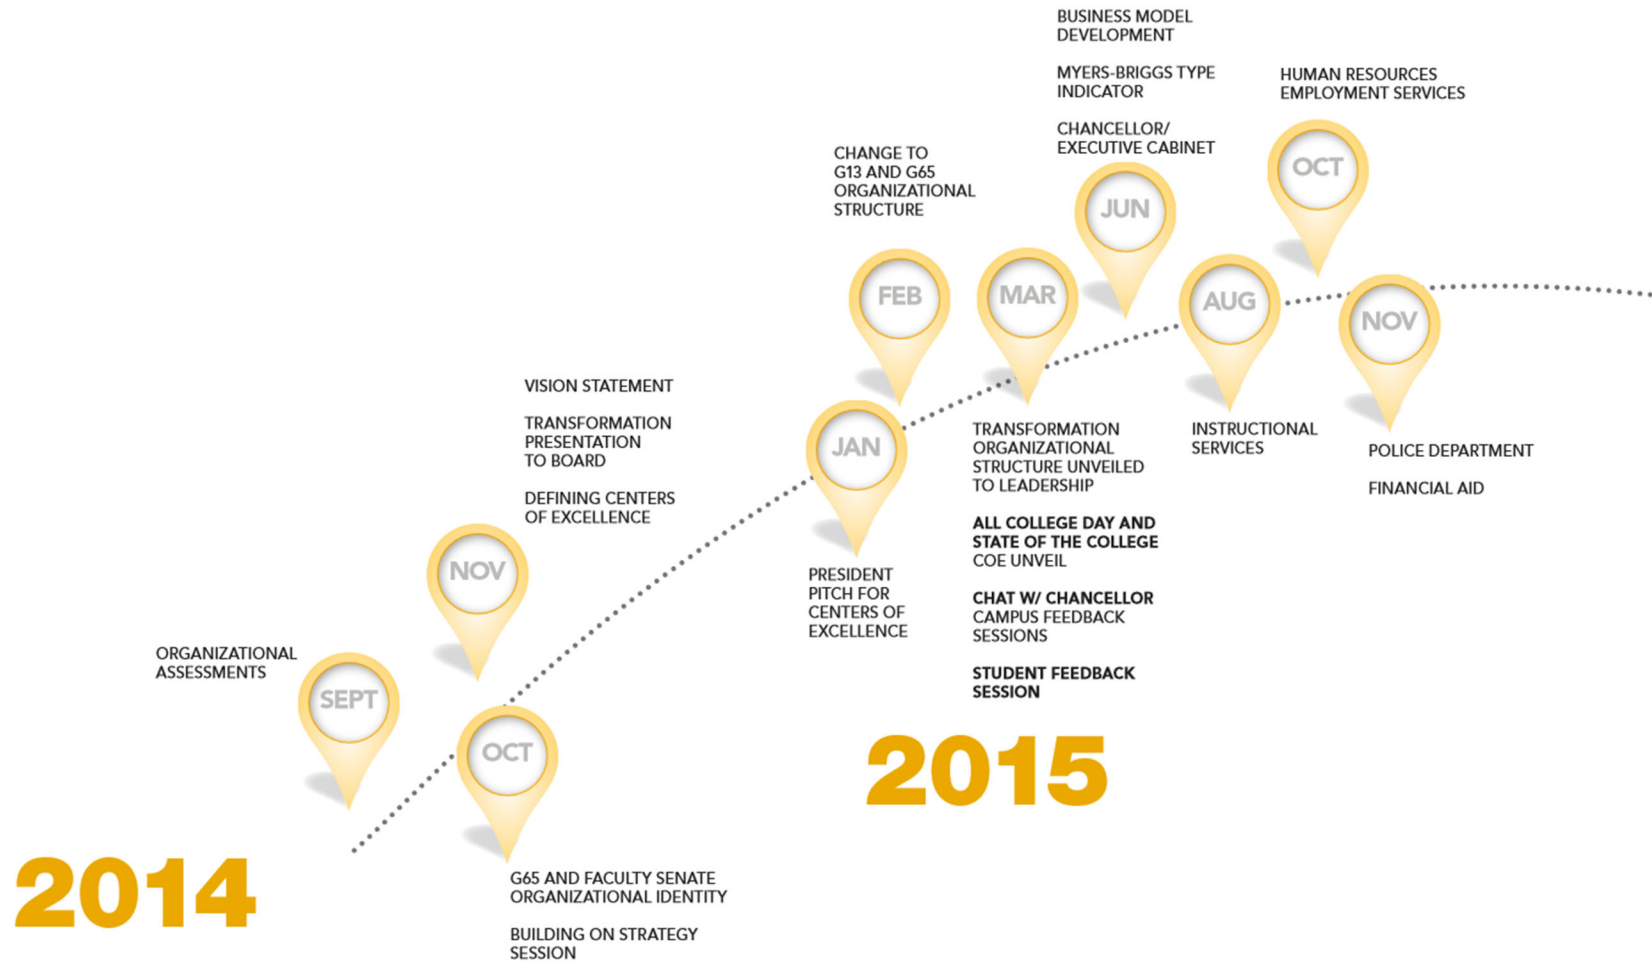 2014
ORGANIZATIONAL
ASSESSMENTS
SEPT
OCT
G65 AND FACULTY SENATE
ORGANIZATIONAL IDENTITY
BUILDING ON STRATEGY
SESSION
VISION STATEMENT
TRANSFORMATION
PRESENTATION
TO BOARD
DEFINING CENTERS
OF EXCELLENCE
NOV
2015
JAN
PRESIDENT
PITCH FOR
CENTERS OF
EXCELLENCE
CHANGE TO
G13 AND G65
ORGANIZATIONAL
STRUCTURE
FEB
MAR
TRANSFORMATION
ORGANIZATIONAL
STRUCTURE UNVEILED
TO LEADERSHIP
ALL COLLEGE DAY AND
STATE OF THE COLLEGE
COE UNVEIL
CHAT W/ CHANCELLOR
CAMPUS FEEDBACK
SESSIONS
STUDENT FEEDBACK
SESSION
BUSINESS MODEL
DEVELOPMENT
MYERS-BRIGGS TYPE
INDICATOR
CHANCELLOR/
EXECUTIVE CABINET
JUN
AUG
INSTRUCTIONAL
SERVICES
HUMAN RESOURCES
EMPLOYMENT SERVICES
OCT
NOV
POLICE DEPARTMENT
FINANCIAL AID